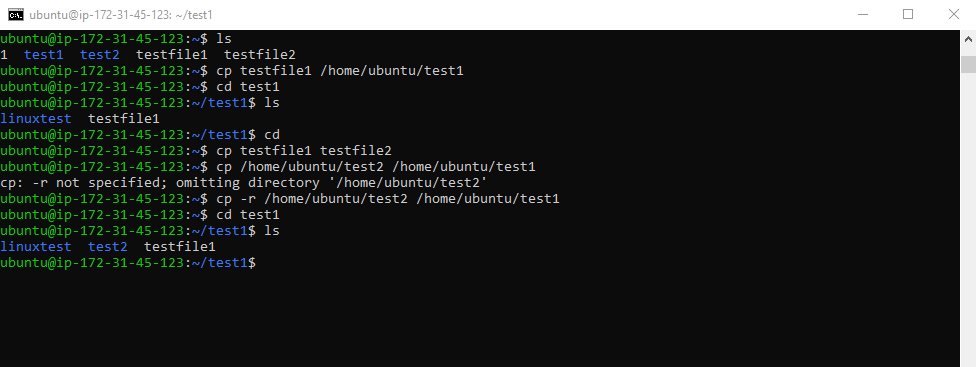 ubuntu@ip-172-31-45-123: ~/test1
ubuntu@ip-172-31-45-123:~$ ls
1  test1  test2  testfile1  testfile2
ubuntu@ip-172-31-45-123:~$ cp testfile1 /home/ubuntu/test1
ubuntu@ip-172-31-45-123:~$ cd test1
ubuntu@ip-172-31-45-123:~/test1$ ls
linuxtest  testfile1
ubuntu@ip-172-31-45-123:~/test1$ cd
ubuntu@ip-172-31-45-123:~$ cp testfile1 testfile2
ubuntu@ip-172-31-45-123:~$ cp /home/ubuntu/test2 /home/ubuntu/test1
cp: -r not specified; omitting directory '/home/ubuntu/test2'
ubuntu@ip-172-31-45-123:~$ cp -r /home/ubuntu/test2 /home/ubuntu/test1
ubuntu@ip-172-31-45-123:~$ cd test1
ubuntu@ip-172-31-45-123:~/test1$ ls
linuxtest  test2  testfile1
ubuntu@ip-172-31-45-123:~/test1$